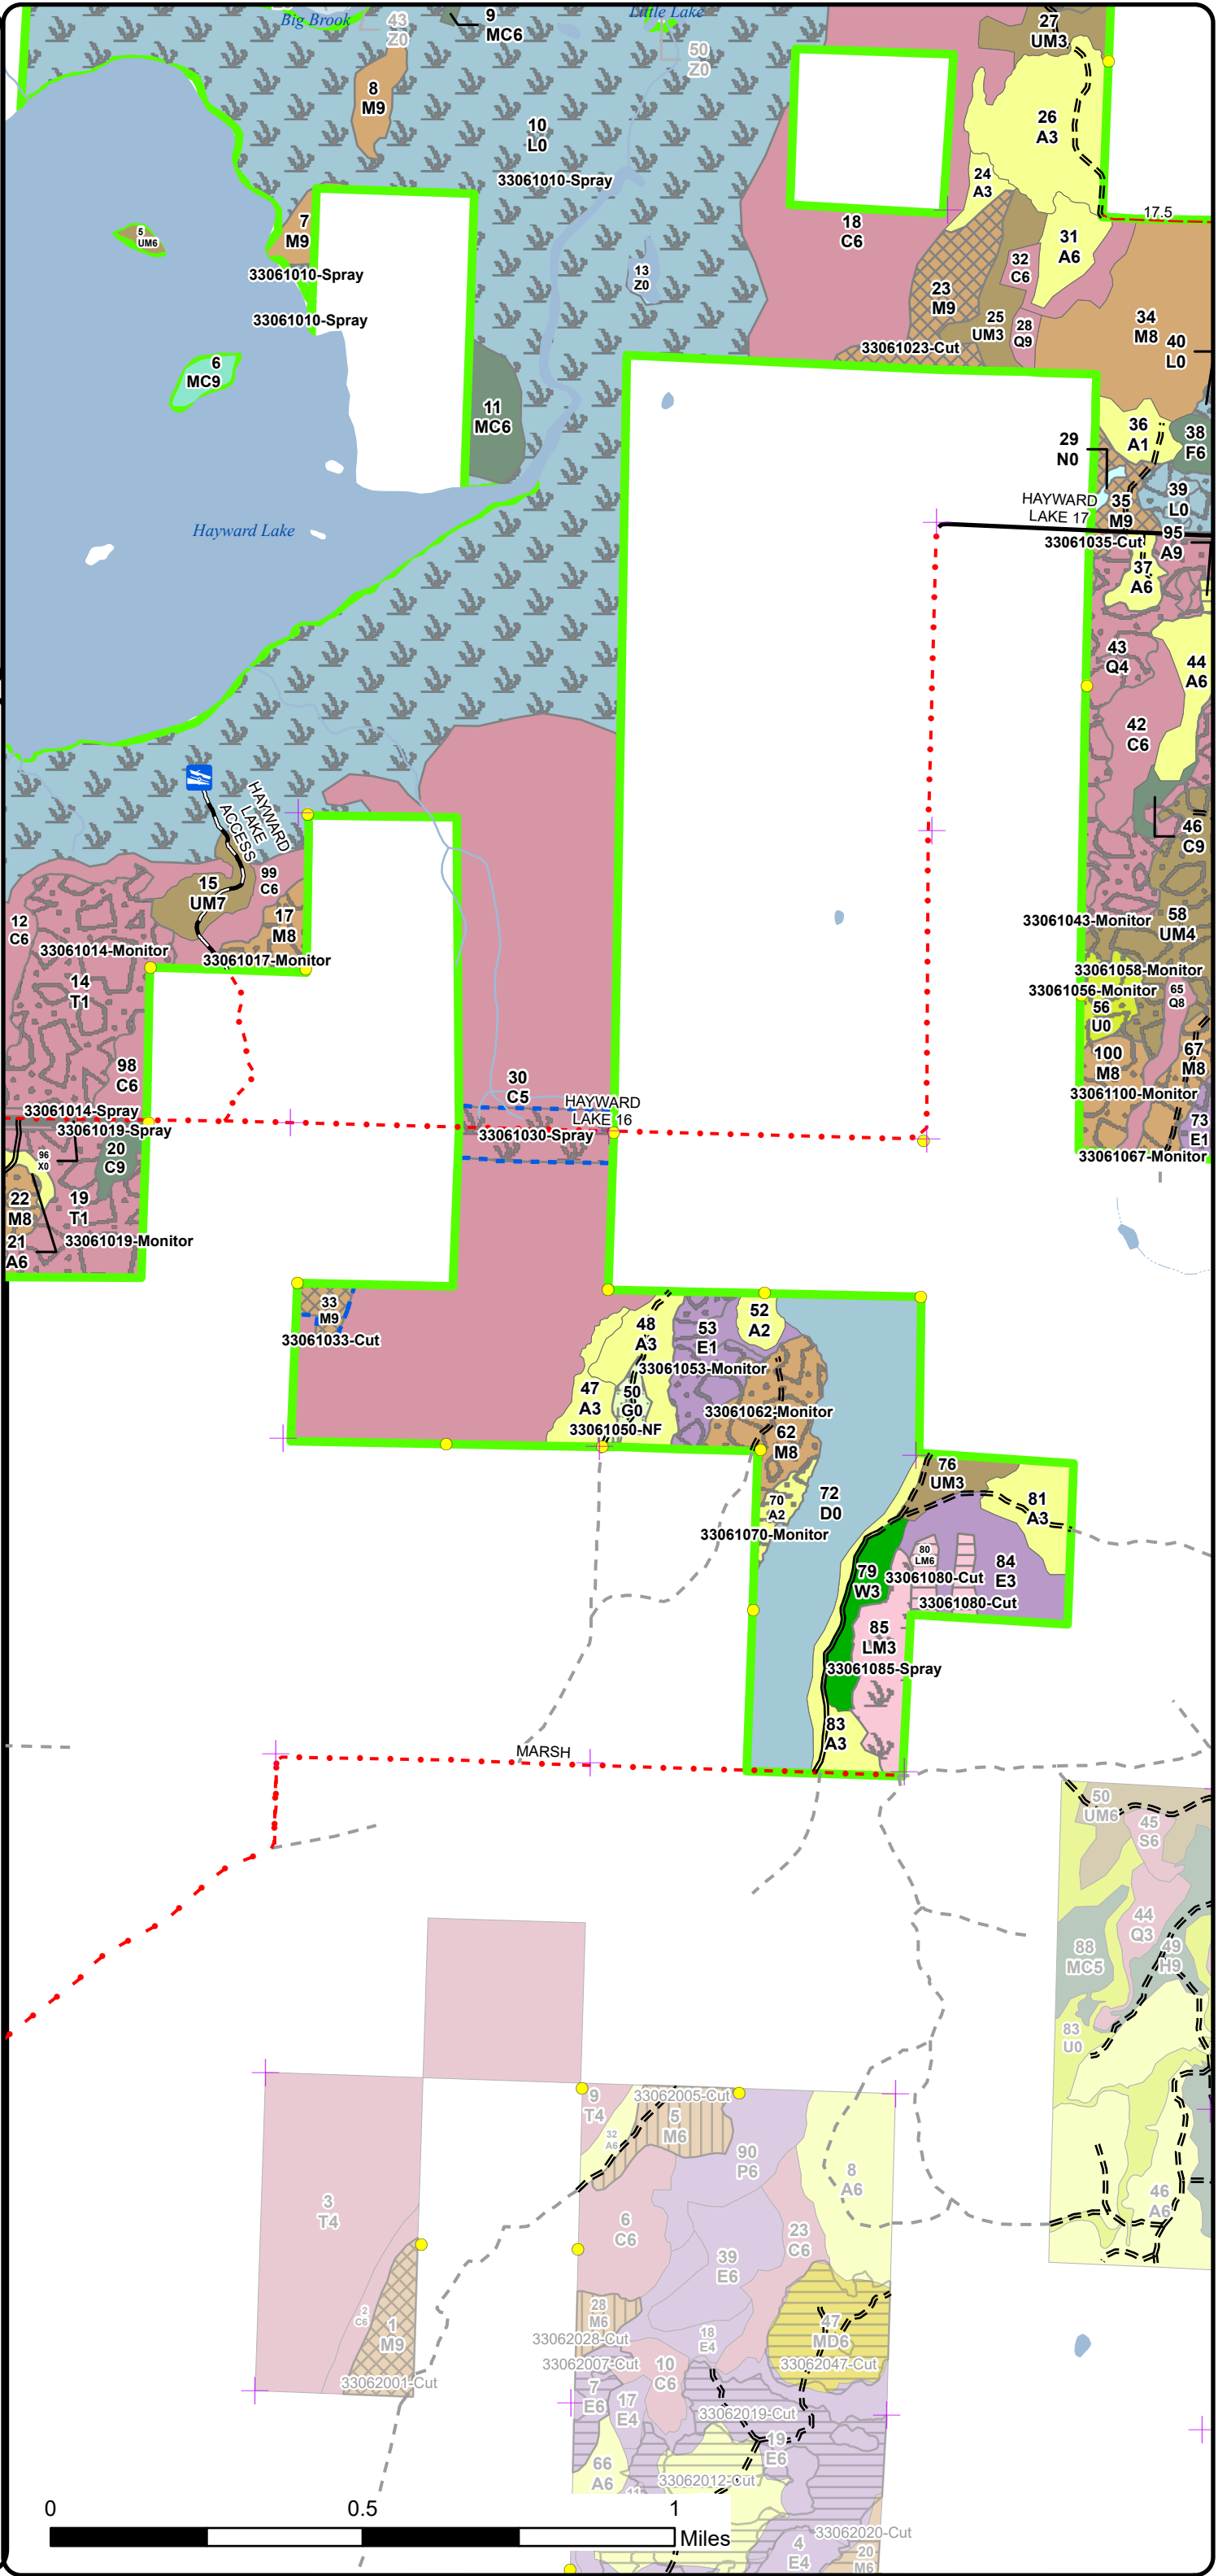 Big Brook
43
Z0
9
MC6
Little Lake
50
Z0
27
UM3
8
M9
10
L0
33061010-Spray
26
A3
24
A3
17.5
7
M9
5
UM6
18
C6
31
A6
32
C6
33061010-Spray
13
Z0
23
M9
33061010-Spray
25
UM3
28
Q9
34
M8
40
L0
33061023-Cut
6
MC9
11
MC6
36
A1
38
F6
29
N0
39
L0
35
M9
HAYWARD
LAKE 17
33061035-Cut
95
A9
Hayward Lake
37
A6
43
Q4
44
A6
42
C6
HAYWARD
LAKE
ACCESS
46
C9
15
UM7
99
C6
12
C6
17
M8
33061014-Monitor
33061017-Monitor
33061043-Monitor
58
UM4
14
T1
33061058-Monitor
33061056-Monitor
65
Q8
56
U0
98
C6
100
M8
67
M8
30
C5
33061100-Monitor
HAYWARD
LAKE 16
33061014-Spray
33061019-Spray
33061030-Spray
73
E1
96
X0
20
C9
33061067-Monitor
22
M8
19
T1
21
A6
33061019-Monitor
33
M9
33061033-Cut
48
A3
53
E1
52
A2
33061053-Monitor
47
A3
50
G0
33061050-NF
33061062-Monitor
62
M8
76
UM3
81
A3
70
A2
72
D0
33061070-Monitor
80
LM6
79
W3
33061080-Cut
84
E3
33061080-Cut
85
LM3
33061085-Spray
83
A3
MARSH
50
UM6
45
S6
44
Q3
88
MC5
49
H9
83
U0
9
T4
33062005-Cut
5
M6
32
A6
90
P6
8
A6
46
A6
3
T4
6
C6
23
C6
39
E6
2
C6
1
M9
28
M6
47
MD6
18
E4
33062028-Cut
33062007-Cut
33062047-Cut
10
C6
33062001-Cut
7
E6
17
E4
33062019-Cut
19
E6
66
A6
33062012-Cut
11
0
0.5
1
Miles
33062020-Cut
4
E4
20
M6